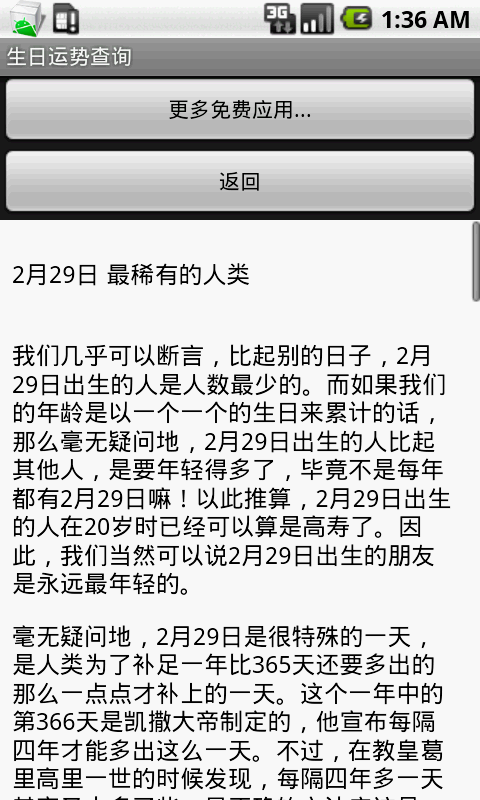 3G
1:36 AM
生日运势查询
更多免费应用...
返回
2月29日 最稀有的人类
我们几乎可以断言，比起别的日子，2月
29日出生的人是人数最少的。而如果我们
的年龄是以一个一个的生日来累计的话，
那么毫无疑问地，2月29日出生的人比起
其他人，是要年轻得多了，毕竟不是每年
都有2月29日嘛！以此推算，2月29日出生
的人在20岁时已经可以算是高寿了。因
此，我们当然可以说2月29日出生的朋友
是永远最年轻的。
毫无疑问地，2月29日是很特殊的一天，
是人类为了补足一年比365天还要多出的
那么一点点才补上的一天。这个一年中的
第366天是凯撒大帝制定的，他宣布每隔
四年才能多出这么一天。不过，在教皇葛
里高里一世的时候发现，每隔四年多一天